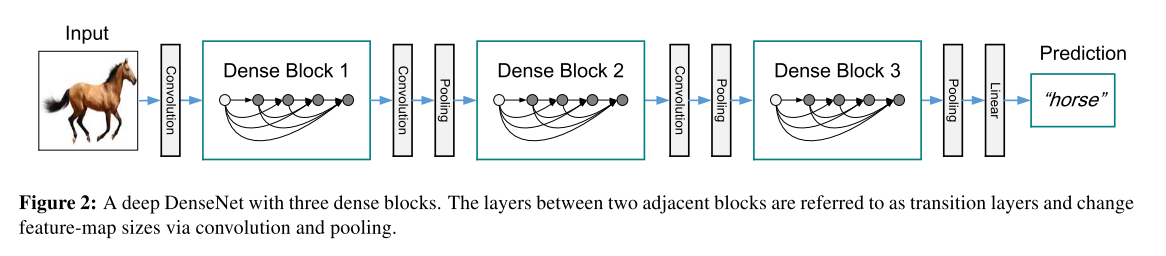 Input
Prediction
Convolution
Dense Block 1
Convolution
Pooling
Dense Block 2
Convolution
Pooling
Dense Block 3
Pooling
Linear
“horse”
Figure 2: A deep DenseNet with three dense blocks. The layers between two adjacent blocks are referred to as transition layers and change
feature-map sizes via convolution and pooling.